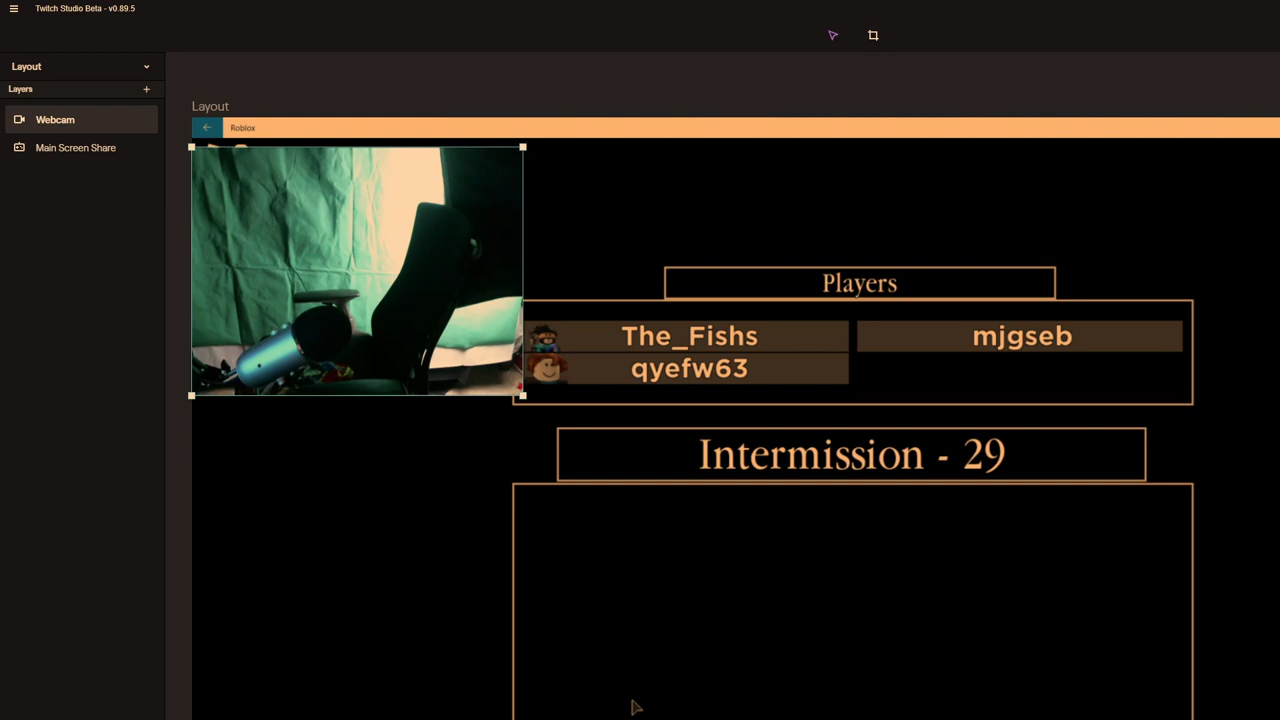 Twitch Studio Beta - v0.89.5
Layout
Layers
Webcam
Main Screen Share
Layout
Roblox
Players
The_Fishs
mjgseb
qyefw63
Intermission - 29